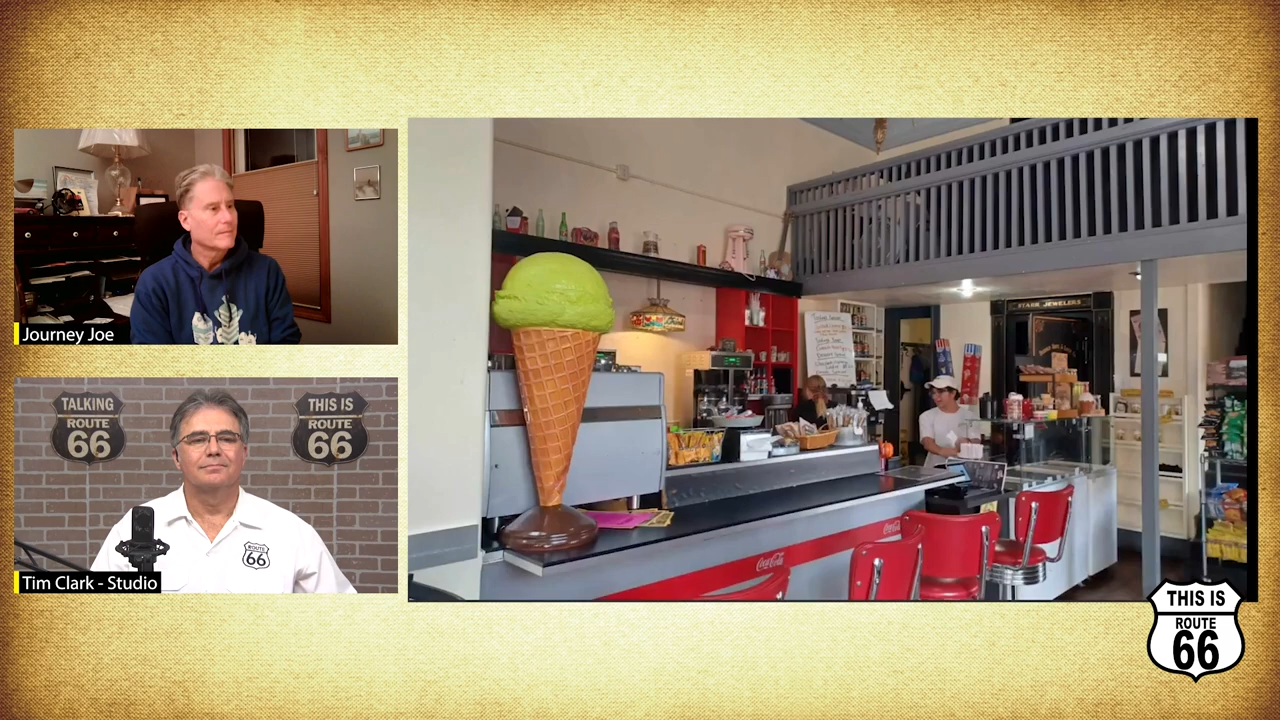 Journey Joe
TALKING
ROUTE
66
THIS IS
ROUTE
66
ROUTE
66
Tim Clark - Studio
STARR JEWELERS
Coca-Cola
Coca-Cola
THIS IS
ROUTE
66